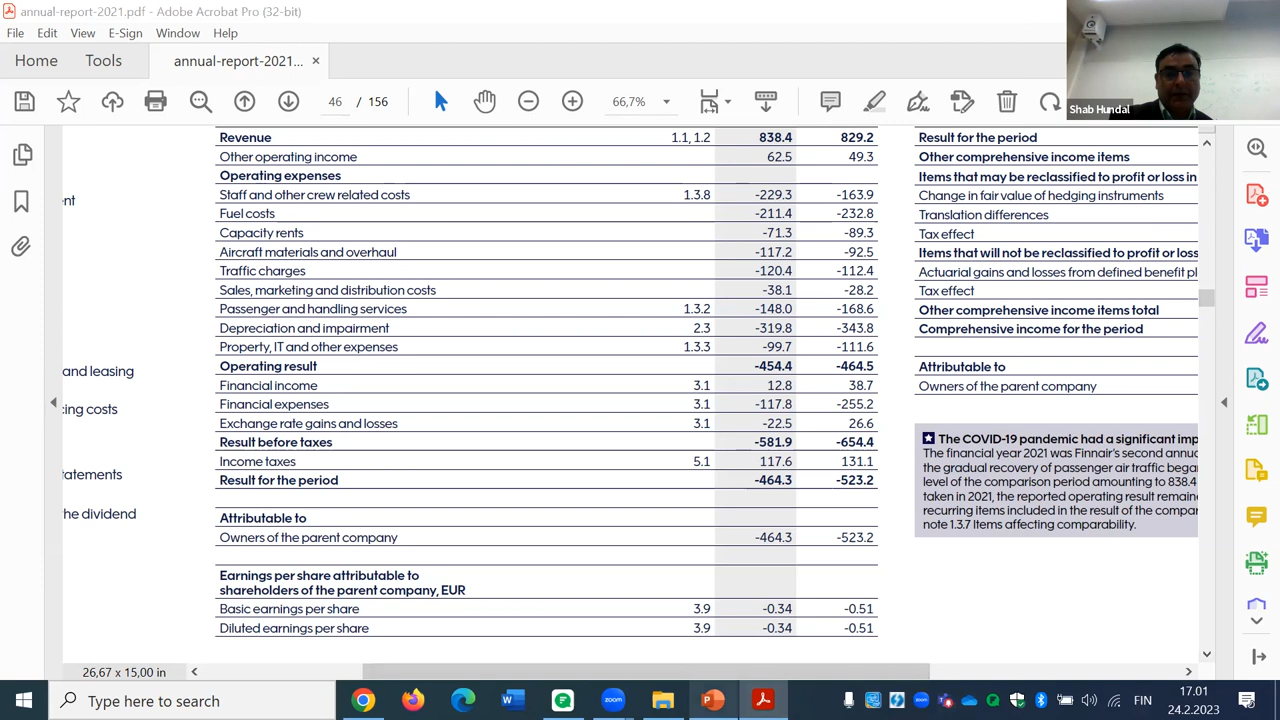 annual-report-2021.pdf - Adobe Acrobat Pro (32-bit)
File Edit View E-Sign Window Help
Home Tools annual-report-2021... ×
46 / 156 66,7%
Shab Hundal
Revenue 1.1, 1.2 838.4 829.2
Other operating income 62.5 49.3
Operating expenses
Staff and other crew related costs 1.3.8 -229.3 -163.9
Fuel costs -211.4 -232.8
Capacity rents -71.3 -89.3
Aircraft materials and overhaul -117.2 -92.5
Traffic charges -120.4 -112.4
Sales, marketing and distribution costs -38.1 -28.2
Passenger and handling services 1.3.2 -148.0 -168.6
Depreciation and impairment 2.3 -319.8 -343.8
Property, IT and other expenses 1.3.3 -99.7 -111.6
Operating result -454.4 -464.5
Financial income 3.1 12.8 38.7
Financial expenses 3.1 -117.8 -255.2
Exchange rate gains and losses 3.1 -22.5 26.6
Result before taxes -581.9 -654.4
Income taxes 5.1 117.6 131.1
Result for the period -464.3 -523.2
Attributable to
Owners of the parent company -464.3 -523.2
Earnings per share attributable to
shareholders of the parent company, EUR
Basic earnings per share 3.9 -0.34 -0.51
Diluted earnings per share 3.9 -0.34 -0.51
ent
and leasing
cing costs
tatements
he dividend
Result for the period
Other comprehensive income items
Items that may be reclassified to profit or loss in
Change in fair value of hedging instruments
Translation differences
Tax effect
Items that will not be reclassified to profit or loss
Actuarial gains and losses from defined benefit pl
Tax effect
Other comprehensive income items total
Comprehensive income for the period
Attributable to
Owners of the parent company
The COVID-19 pandemic had a significant imp
The financial year 2021 was Finnair's second annua
the gradual recovery of passenger air traffic bega
level of the comparison period amounting to 838.4
taken in 2021, the reported operating result remaine
recurring items included in the result of the compa
note 1.3.7 Items affecting comparability.
26,67 x 15,00 in
Type here to search
FIN
17.01
24.2.2023